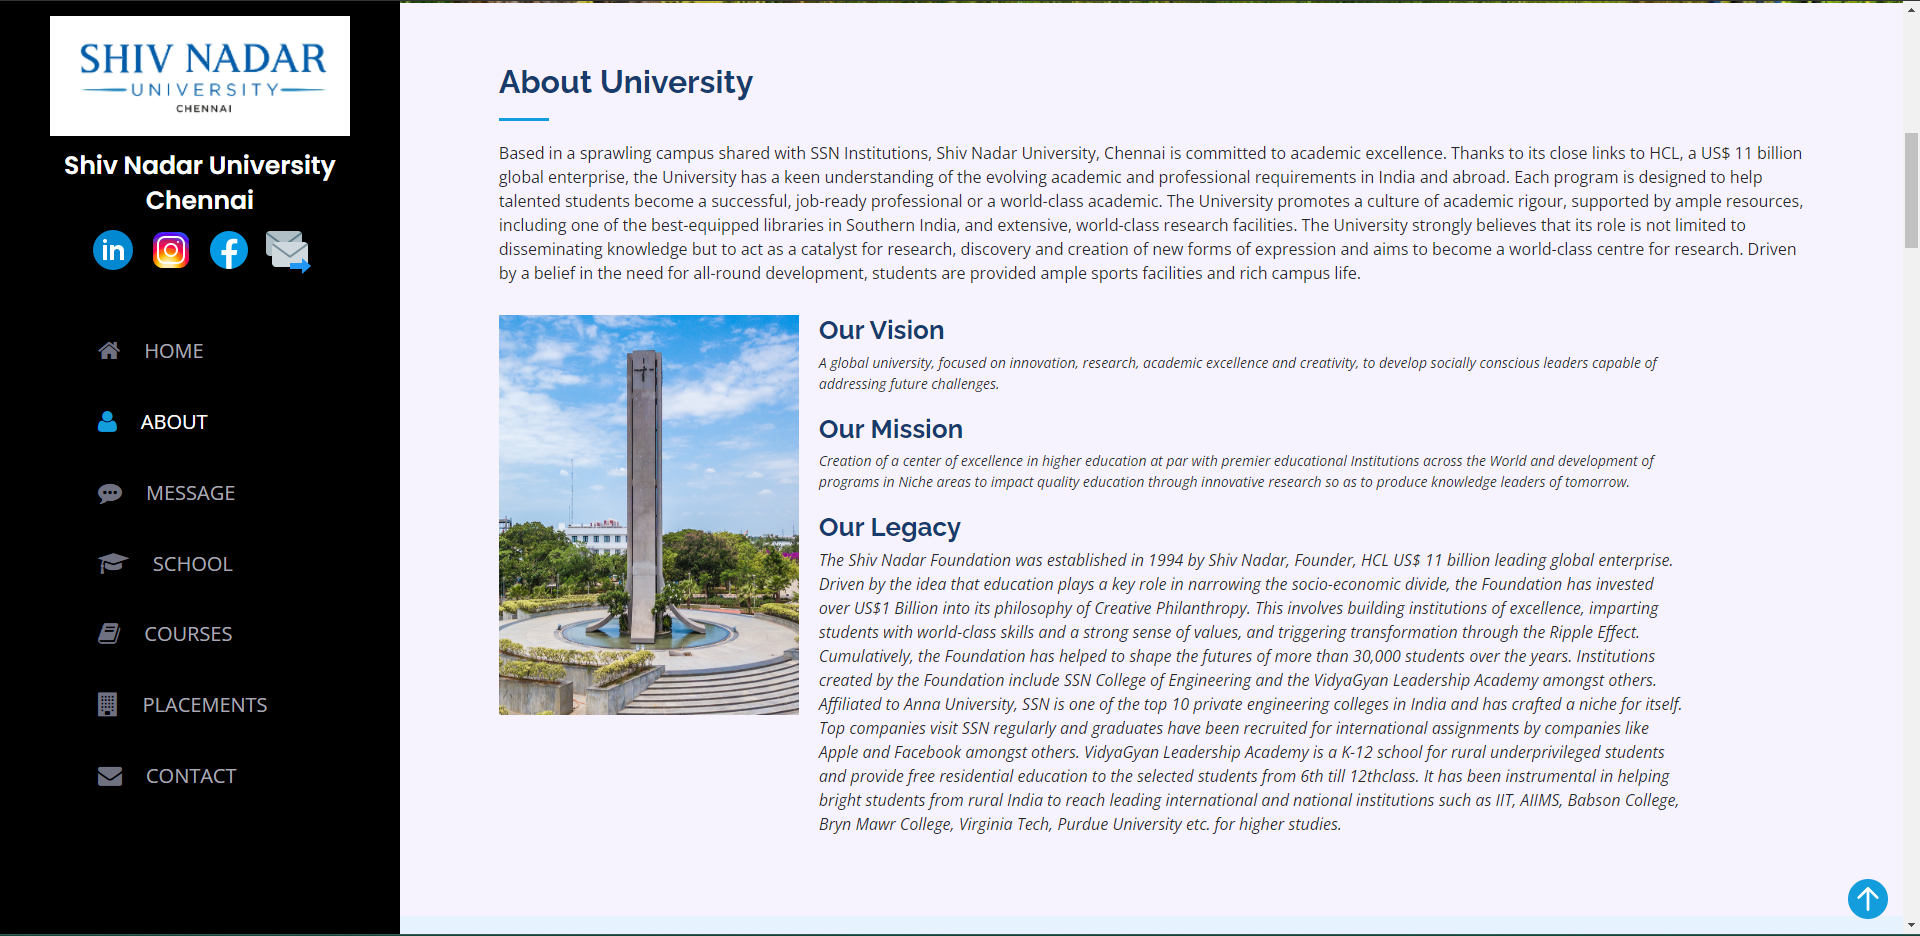 SHIV NADAR
UNIVERSITY
CHENNAI
Shiv Nadar University
Chennai
in
HOME
ABOUT
MESSAGE
SCHOOL
COURSES
PLACEMENTS
CONTACT
About University
Based in a sprawling campus shared with SSN Institutions, Shiv Nadar University, Chennai is committed to academic excellence. Thanks to its close links to HCL, a US$ 11 billion
global enterprise, the University has a keen understanding of the evolving academic and professional requirements in India and abroad. Each program is designed to help
talented students become a successful, job-ready professional or a world-class academic. The University promotes a culture of academic rigour, supported by ample resources,
including one of the best-equipped libraries in Southern India, and extensive, world-class research facilities. The University strongly believes that its role is not limited to
disseminating knowledge but to act as a catalyst for research, discovery and creation of new forms of expression and aims to become a world-class centre for research. Driven
by a belief in the need for all-round development, students are provided ample sports facilities and rich campus life.
Our Vision
A global university, focused on innovation, research, academic excellence and creativity, to develop socially conscious leaders capable of
addressing future challenges.
Our Mission
Creation of a center of excellence in higher education at par with premier educational Institutions across the World and development of
programs in Niche areas to impact quality education through innovative research so as to produce knowledge leaders of tomorrow.
Our Legacy
The Shiv Nadar Foundation was established in 1994 by Shiv Nadar, Founder, HCL US$ 11 billion leading global enterprise.
Driven by the idea that education plays a key role in narrowing the socio-economic divide, the Foundation has invested
over US$1 Billion into its philosophy of Creative Philanthropy. This involves building institutions of excellence, imparting
students with world-class skills and a strong sense of values, and triggering transformation through the Ripple Effect.
Cumulatively, the Foundation has helped to shape the futures of more than 30,000 students over the years. Institutions
created by the Foundation include SSN College of Engineering and the VidyaGyan Leadership Academy amongst others.
Affiliated to Anna University, SSN is one of the top 10 private engineering colleges in India and has crafted a niche for itself.
Top companies visit SSN regularly and graduates have been recruited for international assignments by companies like
Apple and Facebook amongst others. VidyaGyan Leadership Academy is a K-12 school for rural underprivileged students
and provide free residential education to the selected students from 6th till 12thclass. It has been instrumental in helping
bright students from rural India to reach leading international and national institutions such as IIT, AIIMS, Babson College,
Bryn Mawr College, Virginia Tech, Purdue University etc. for higher studies.